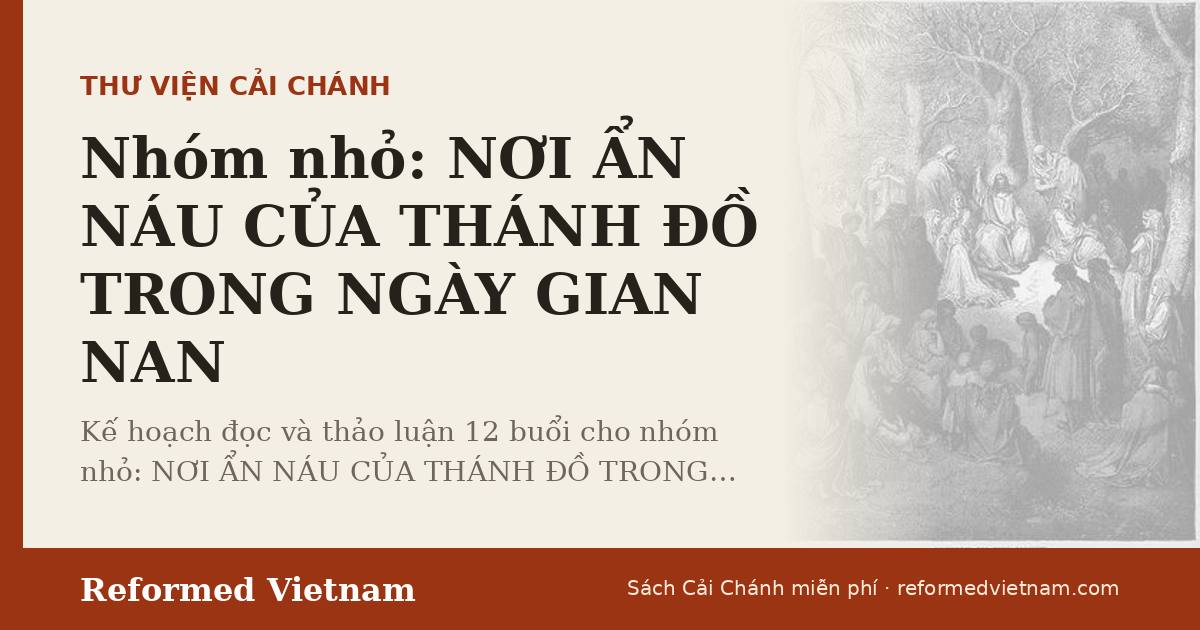 THƯ VIỆN CẢI CHÁNH
Nhóm nhỏ: NƠI ẨN
NÁU CỦA THÁNH ĐỒ
TRONG NGÀY GIAN
NAN
Kế hoạch đọc và thảo luận 12 buổi cho nhóm
nhỏ: NƠI ẨN NÁU CỦA THÁNH ĐỒ TRONG...
Reformed Vietnam
Sách Cải Chánh miễn phí · reformedvietnam.com